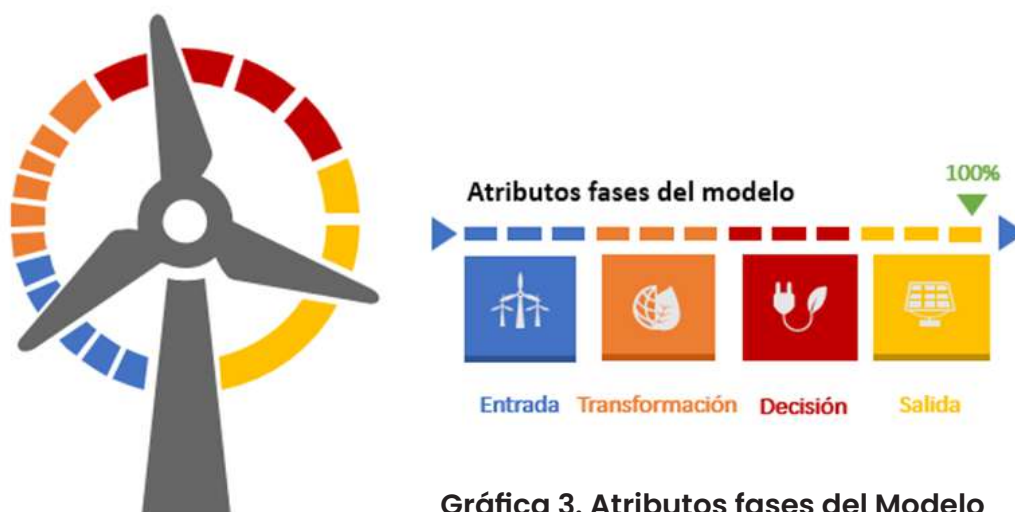 100%
Atributos fases del modelo
Entrada Transformación Decisión Salida
Gráfica 3. Atributos fases del Modelo